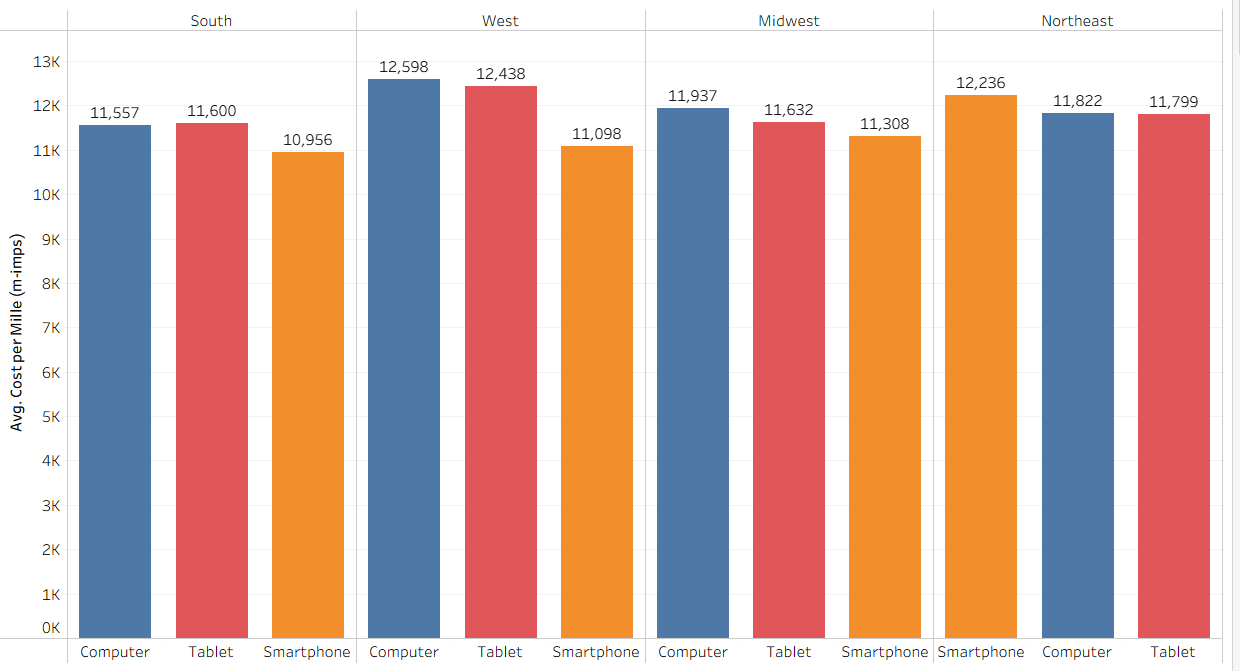 South West Midwest Northeast
13K
12K
11K
10K
9K
8K
7K
6K
5K
4K
3K
2K
1K
0K
Avg. Cost per Mille (m-imps)
11,557 11,600 10,956 12,598 12,438 11,098 11,937 11,632 11,308 12,236 11,822 11,799
Computer Tablet Smartphone Computer Tablet Smartphone Computer Tablet Smartphone Smartphone Computer Tablet